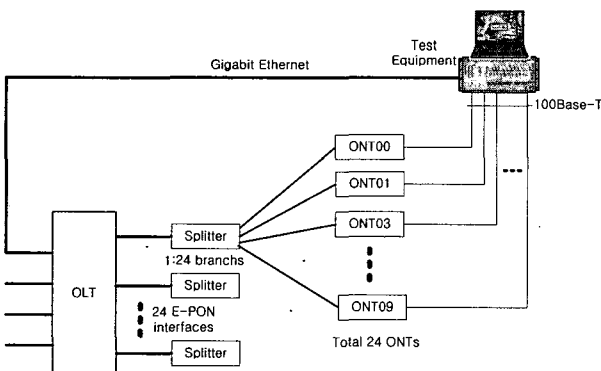 Test
Equipment
Gigabit Ethernet
100Base-T
ONT00
ONT01
ONT03
ONT09
Total 24 ONTs
Splitter
1:24 branchs
Splitter
24 E-PON
interfaces
Splitter
OLT